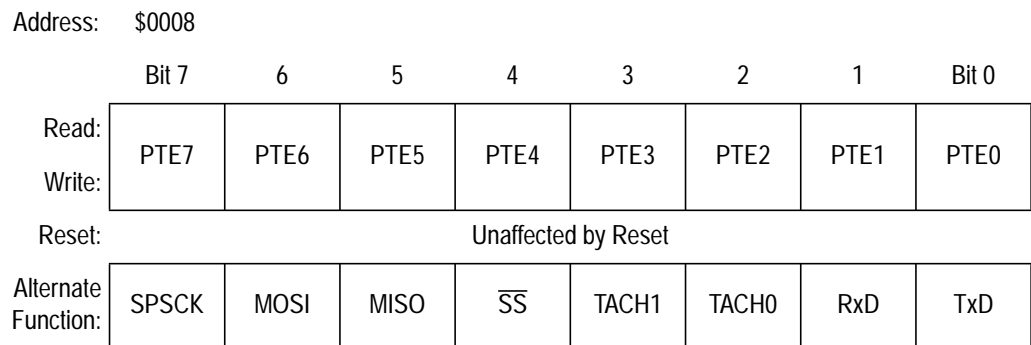 Address: $0008
Bit 7 6 5 4 3 2 1 Bit 0
Read:
PTE7 PTE6 PTE5 PTE4 PTE3 PTE2 PTE1 PTE0
Write:
Reset: Unaffected by Reset
Alternate Function: SPSCK MOSI MISO S̅S̅ TACH1 TACH0 RxD TxD